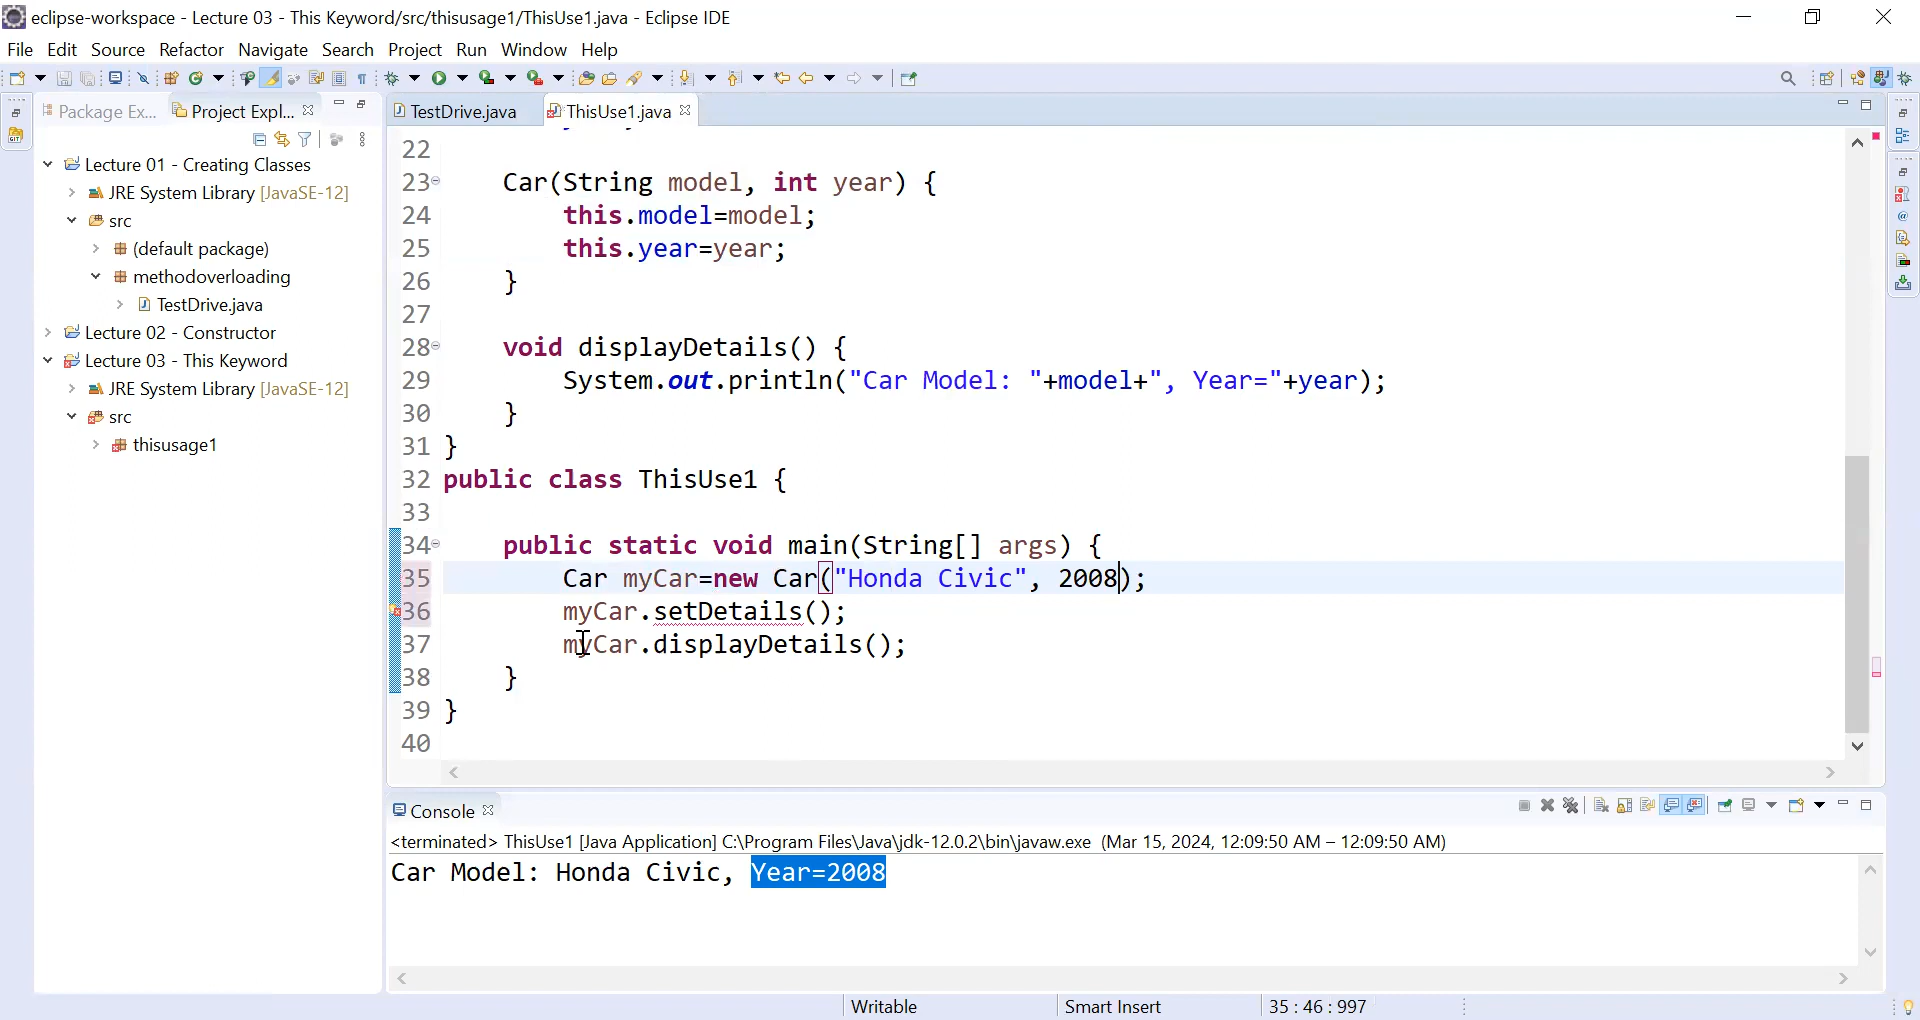 eclipse-workspace - Lecture 03 - This Keyword/src/thisusage1/ThisUse1.java - Eclipse IDE
File Edit Source Refactor Navigate Search Project Run Window Help
Package Ex... Project Expl...
TestDrive.java ThisUse1.java
Lecture 01 - Creating Classes
JRE System Library [JavaSE-12]
src
(default package)
methodoverloading
TestDrive.java
Lecture 02 - Constructor
Lecture 03 - This Keyword
JRE System Library [JavaSE-12]
src
thisusage1
22
23 Car(String model, int year) {
24 this.model=model;
25 this.year=year;
26 }
27
28 void displayDetails() {
29 System.out.println("Car Model: "+model+", Year="+year);
30 }
31 }
32 public class ThisUse1 {
33
34 public static void main(String[] args) {
35 Car myCar=new Car("Honda Civic", 2008);
36 myCar.setDetails();
37 myCar.displayDetails();
38 }
39 }
40
Console
<terminated> ThisUse1 [Java Application] C:\Program Files\Java\jdk-12.0.2\bin\javaw.exe (Mar 15, 2024, 12:09:50 AM – 12:09:50 AM)
Car Model: Honda Civic, Year=2008
Writable Smart Insert 35 : 46 : 997